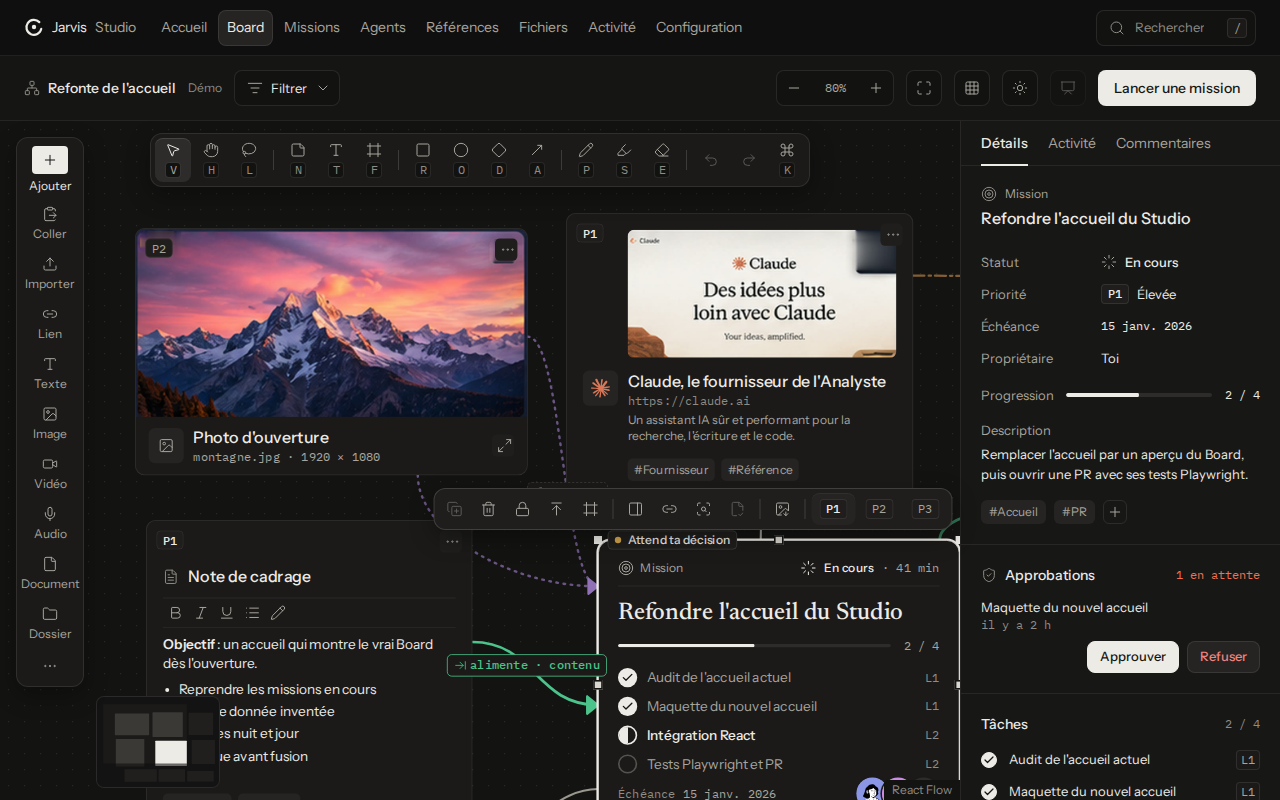 Jarvis Studio Accueil Board Missions Agents Références Fichiers Activité Configuration Rechercher /
Refonte de l'accueil Démo Filtrer 80% Lancer une mission
Ajouter
Coller
Importer
Lien
Texte
Image
Vidéo
Audio
Document
Dossier
V H L N T F R O D A P S E K
P2
Photo d'ouverture
montagne.jpg · 1920 × 1080
P1
Claude
Claude
Des idées plus
loin avec Claude
Your ideas, amplified.
Claude, le fournisseur de l'Analyste
https://claude.ai
Un assistant IA sûr et performant pour la
recherche, l'écriture et le code.
#Fournisseur #Référence
P1 P2 P3
P1
Note de cadrage
B I U
Objectif : un accueil qui montre le vrai Board
dès l'ouverture.
• Reprendre les missions en cours
e donnée inventée
es nuit et jour
ue avant fusion
alimente · contenu
Attend ta décision
Mission En cours · 41 min
Refondre l'accueil du Studio
2 / 4
Audit de l'accueil actuel L1
Maquette du nouvel accueil L1
Intégration React L2
Tests Playwright et PR L2
Échéance 15 janv. 2026
React Flow
Détails Activité Commentaires
Mission
Refondre l'accueil du Studio
Statut En cours
Priorité P1 Élevée
Échéance 15 janv. 2026
Propriétaire Toi
Progression 2 / 4
Description
Remplacer l'accueil par un aperçu du Board,
puis ouvrir une PR avec ses tests Playwright.
#Accueil #PR
Approbations 1 en attente
Maquette du nouvel accueil
il y a 2 h
Approuver Refuser
Tâches 2 / 4
Audit de l'accueil actuel L1
Maquette du nouvel accueil L1